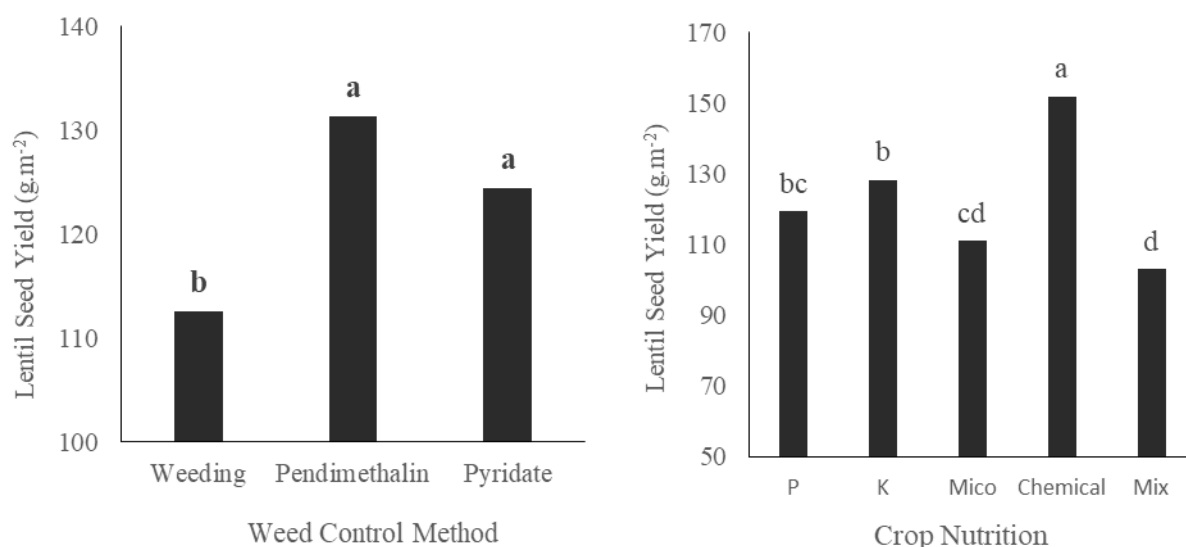 Lentil Seed Yield (g.m⁻²)
140
130
120
110
100
b
a
a
Weeding Pendimethalin Pyridate
Weed Control Method
Lentil Seed Yield (g.m⁻²)
170
150
130
110
90
70
50
bc
b
cd
a
d
P K Mico Chemical Mix
Crop Nutrition